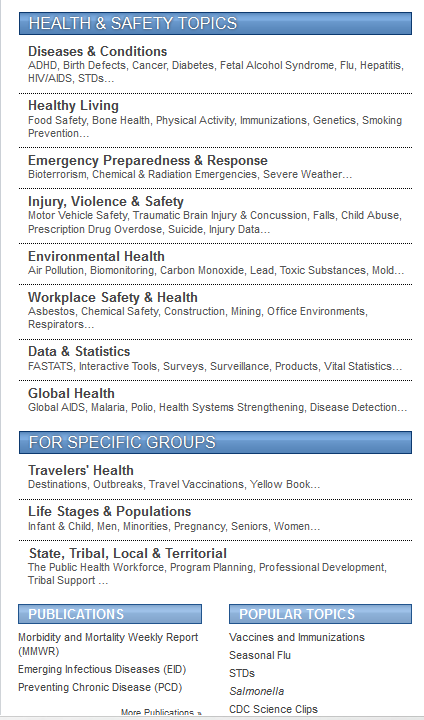 HEALTH & SAFETY TOPICS
Diseases & Conditions
ADHD, Birth Defects, Cancer, Diabetes, Fetal Alcohol Syndrome, Flu, Hepatitis,
HIV/AIDS, STDs…
Healthy Living
Food Safety, Bone Health, Physical Activity, Immunizations, Genetics, Smoking
Prevention…
Emergency Preparedness & Response
Bioterrorism, Chemical & Radiation Emergencies, Severe Weather…
Injury, Violence & Safety
Motor Vehicle Safety, Traumatic Brain Injury & Concussion, Falls, Child Abuse,
Prescription Drug Overdose, Suicide, Injury Data…
Environmental Health
Air Pollution, Biomonitoring, Carbon Monoxide, Lead, Toxic Substances, Mold…
Workplace Safety & Health
Asbestos, Chemical Safety, Construction, Mining, Office Environments,
Respirators…
Data & Statistics
FASTATS, Interactive Tools, Surveys, Surveillance, Products, Vital Statistics…
Global Health
Global AIDS, Malaria, Polio, Health Systems Strengthening, Disease Detection…
FOR SPECIFIC GROUPS
Travelers' Health
Destinations, Outbreaks, Travel Vaccinations, Yellow Book…
Life Stages & Populations
Infant & Child, Men, Minorities, Pregnancy, Seniors, Women…
State, Tribal, Local & Territorial
The Public Health Workforce, Program Planning, Professional Development,
Tribal Support …
PUBLICATIONS
Morbidity and Mortality Weekly Report
(MMWR)
Emerging Infectious Diseases (EID)
Preventing Chronic Disease (PCD)
More Publications »
POPULAR TOPICS
Vaccines and Immunizations
Seasonal Flu
STDs
Salmonella
CDC Science Clips